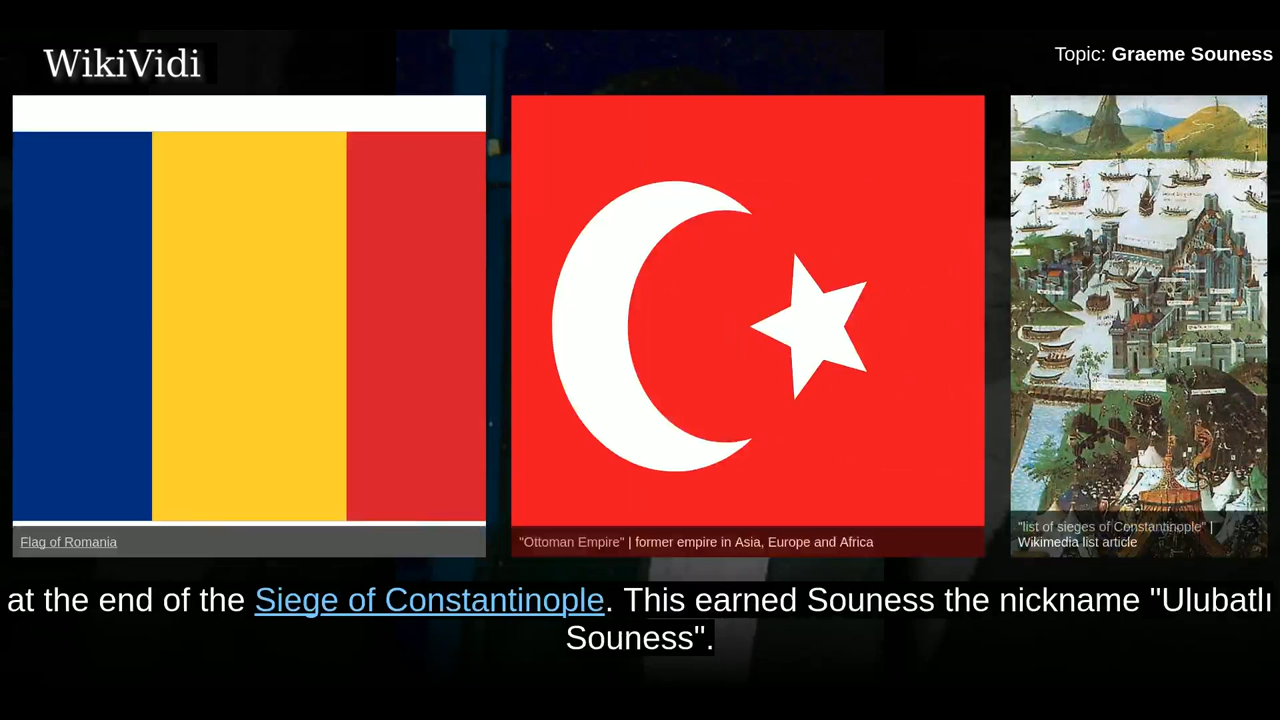 WikiVidi
Topic: Graeme Souness
Flag of Romania
"Ottoman Empire" | former empire in Asia, Europe and Africa
"list of sieges of Constantinople" |
Wikimedia list article
at the end of the Siege of Constantinople. This earned Souness the nickname "Ulubatlı
Souness".